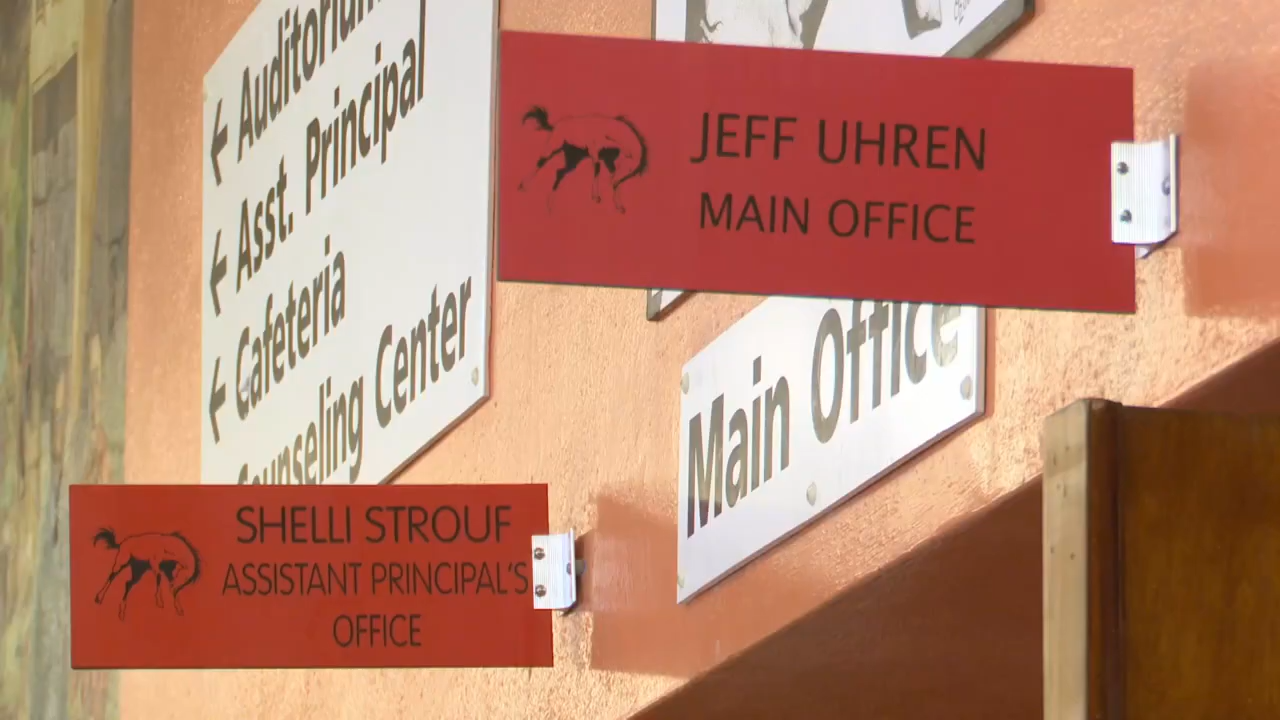 ← Auditorium
← Asst. Principal
← Cafeteria
Counseling Center
JEFF UHREN
MAIN OFFICE
Main Office
SHELLI STROUF
ASSISTANT PRINCIPAL'S
OFFICE